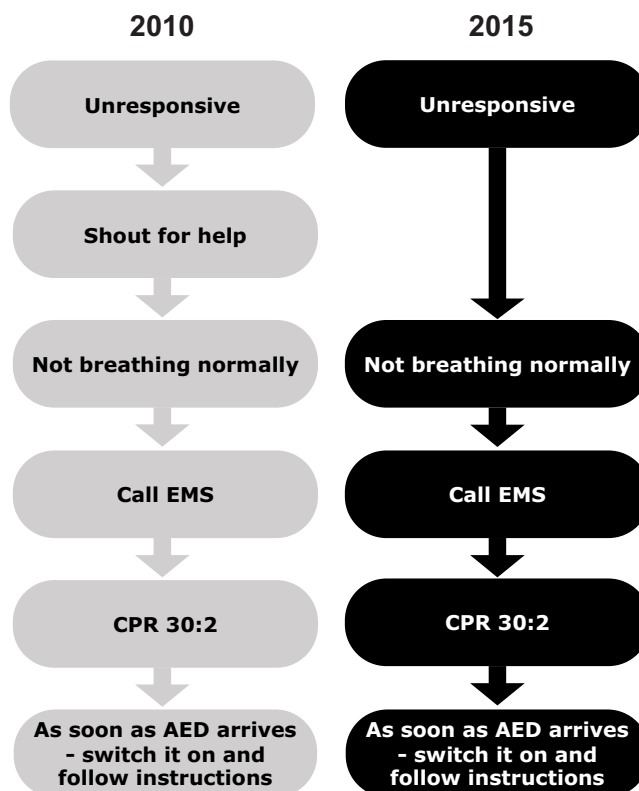 2010
Unresponsive
Shout for help
Not breathing normally
Call EMS
CPR 30:2
As soon as AED arrives
- switch it on and
follow instructions
2015
Unresponsive
Not breathing normally
Call EMS
CPR 30:2
As soon as AED arrives
- switch it on and
follow instructions